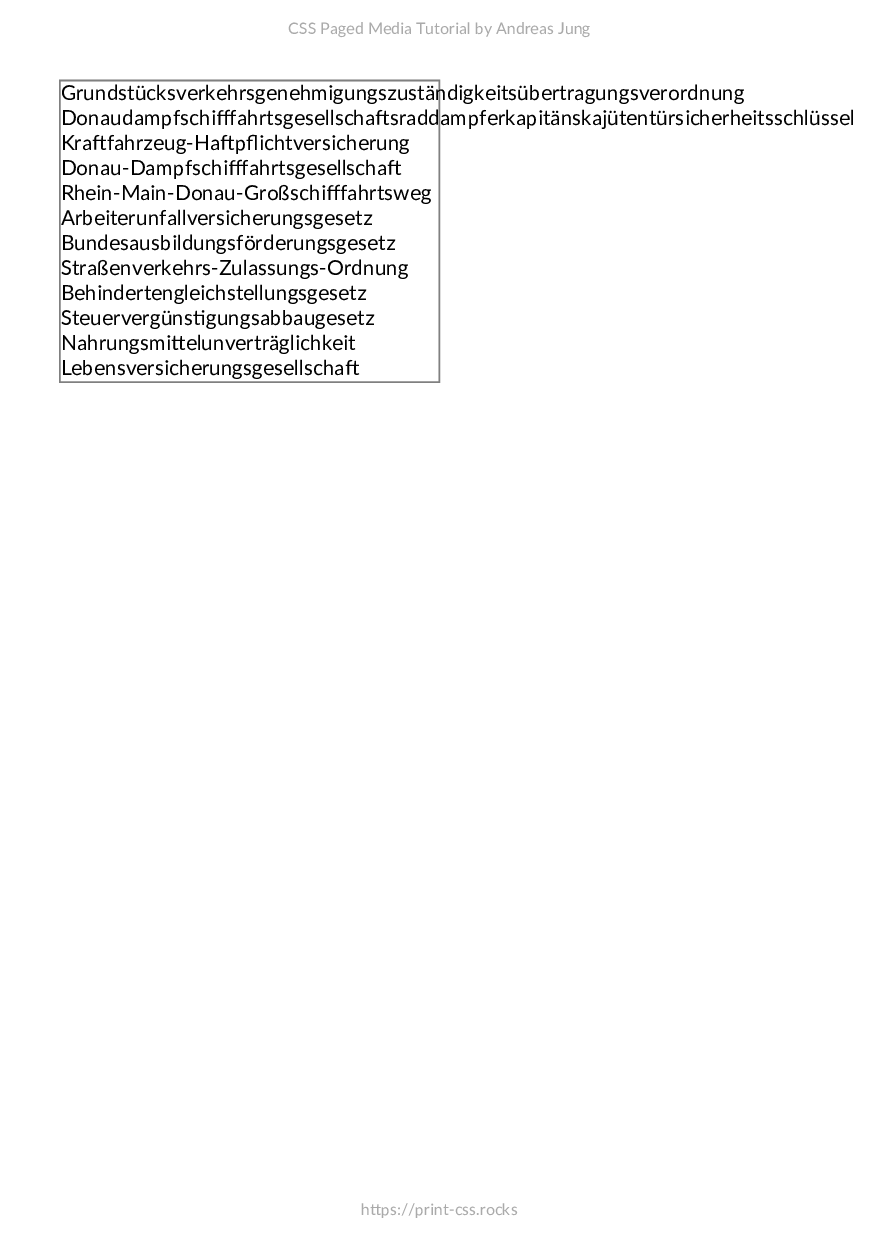 CSS Paged Media Tutorial by Andreas Jung
Grundstücksverkehrsgenehmigungszuständigkeitsübertragungsverordnung
Donaudampfschifffahrtsgesellschaftsraddampferkapitänskajütentürsicherheitsschlüssel
Kraftfahrzeug-Haftpflichtversicherung
Donau-Dampfschifffahrtsgesellschaft
Rhein-Main-Donau-Großschifffahrtsweg
Arbeiterunfallversicherungsgesetz
Bundesausbildungsförderungsgesetz
Straßenverkehrs-Zulassungs-Ordnung
Behindertengleichstellungsgesetz
Steuervergünstigungsabbaugesetz
Nahrungsmittelunverträglichkeit
Lebensversicherungsgesellschaft
https://print-css.rocks